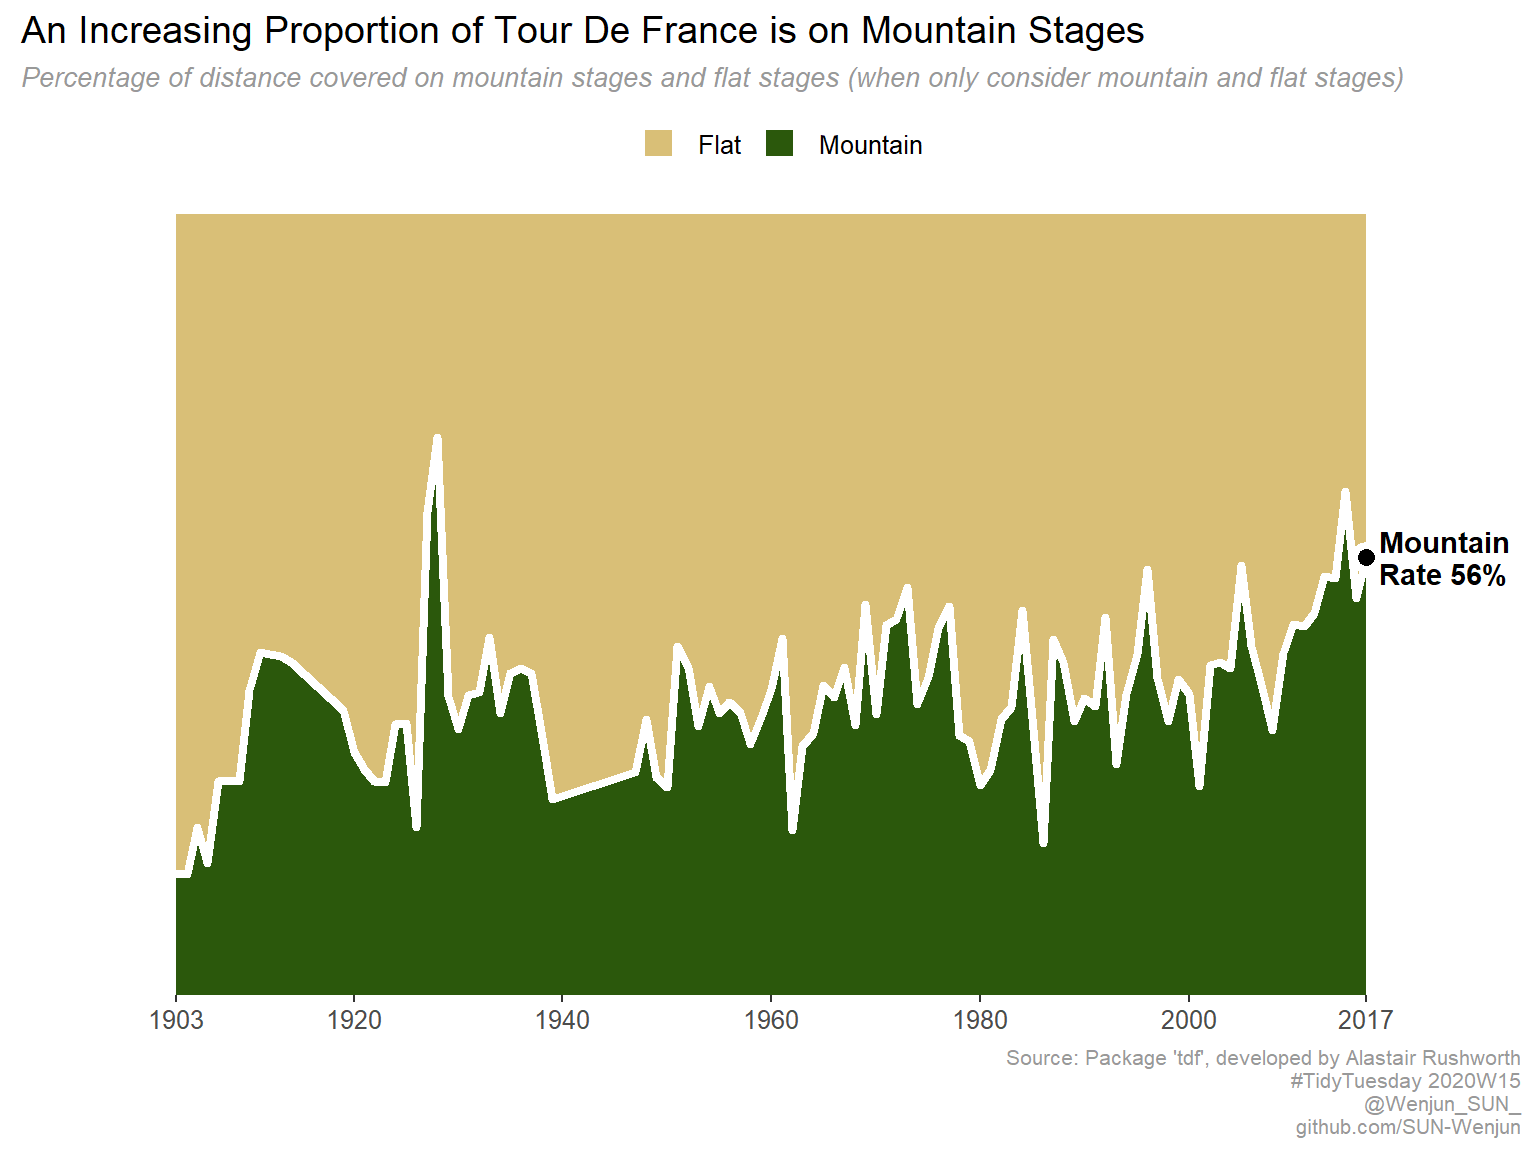 An Increasing Proportion of Tour De France is on Mountain Stages
Percentage of distance covered on mountain stages and flat stages (when only consider mountain and flat stages)
Flat Mountain
Mountain
Rate 56%
1903 1920 1940 1960 1980 2000 2017
Source: Package 'tdf', developed by Alastair Rushworth
#TidyTuesday 2020W15
@Wenjun_SUN_
github.com/SUN-Wenjun